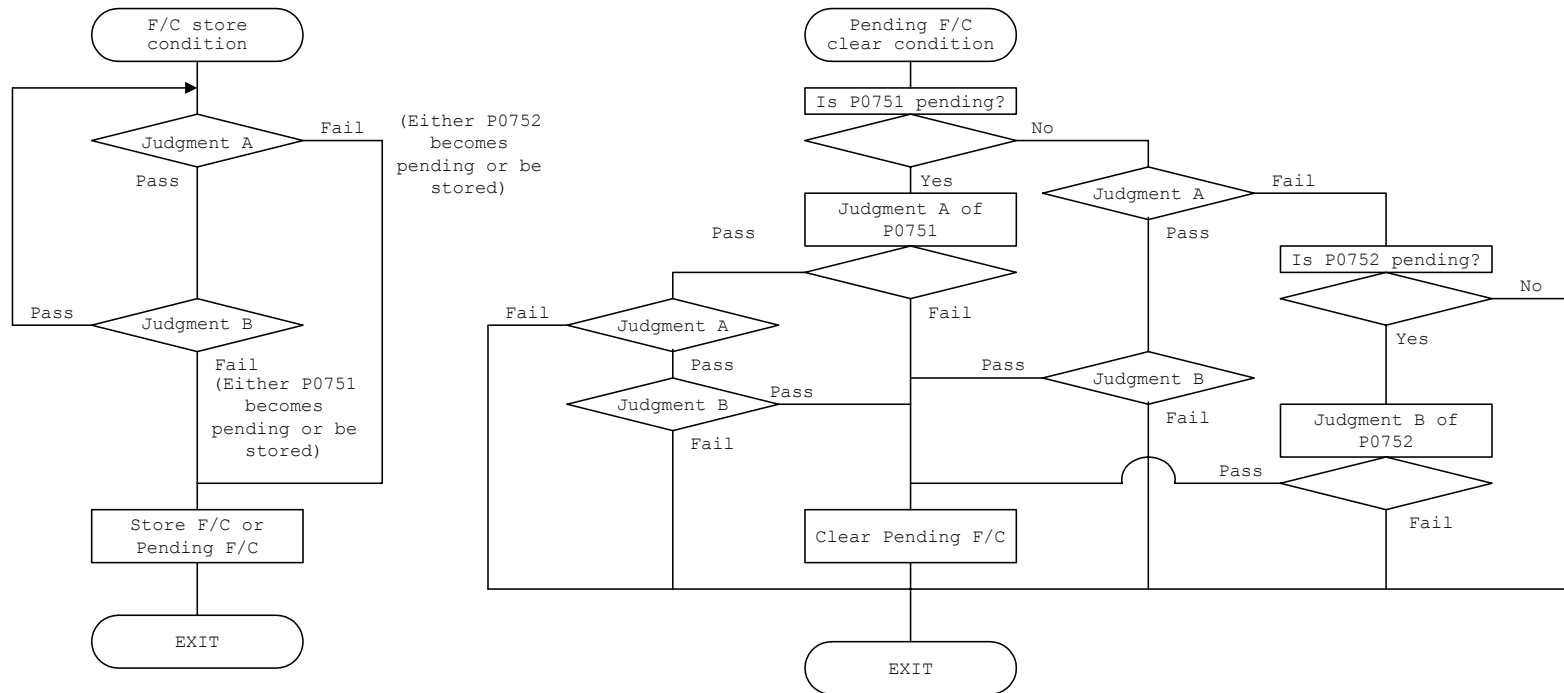 F/C store
condition
Judgment A
Fail
(Either P0752
becomes
pending or be
stored)
Pass
Pass
Judgment B
Fail
(Either P0751
becomes
pending or be
stored)
Store F/C or
Pending F/C
EXIT
Pending F/C
clear condition
Is P0751 pending?
No
Yes
Judgment A of
P0751
Pass
Fail
Fail
Judgment A
Pass
Judgment B
Pass
Fail
Judgment A
Fail
Pass
Pass
Judgment B
Fail
Is P0752 pending?
No
Yes
Judgment B of
P0752
Pass
Fail
Clear Pending F/C
EXIT